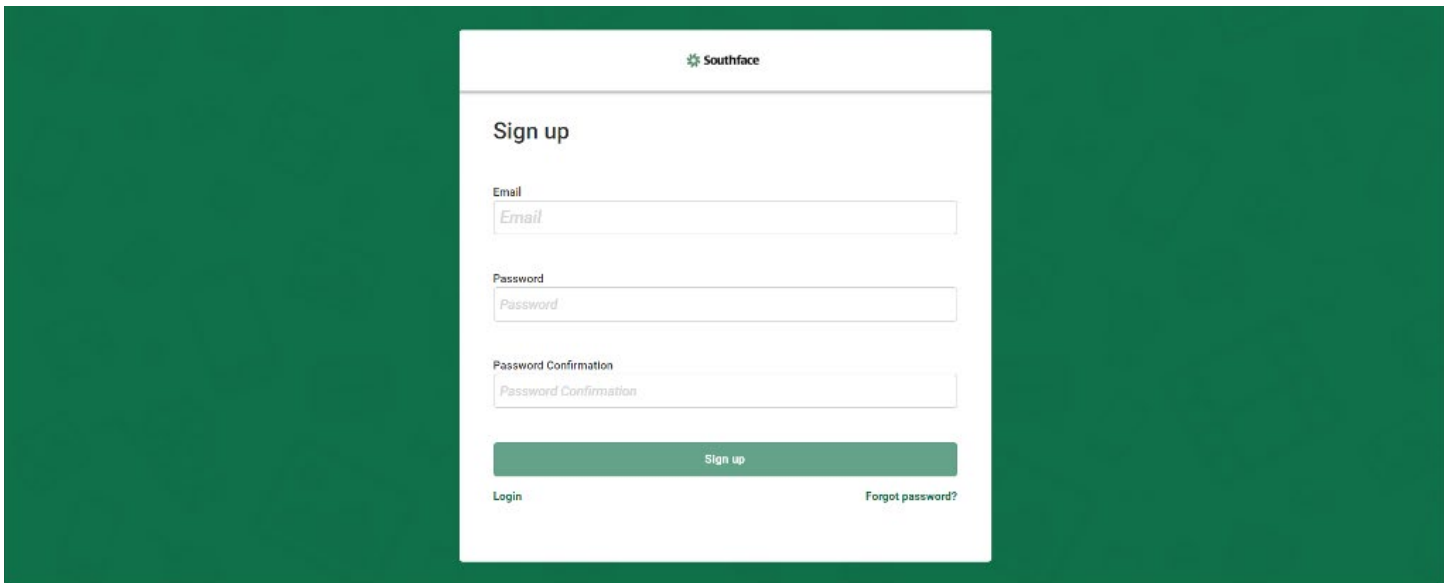 Southface
Sign up
Email
Email
Password
Password
Password Confirmation
Password Confirmation
Sign up
Login Forgot password?